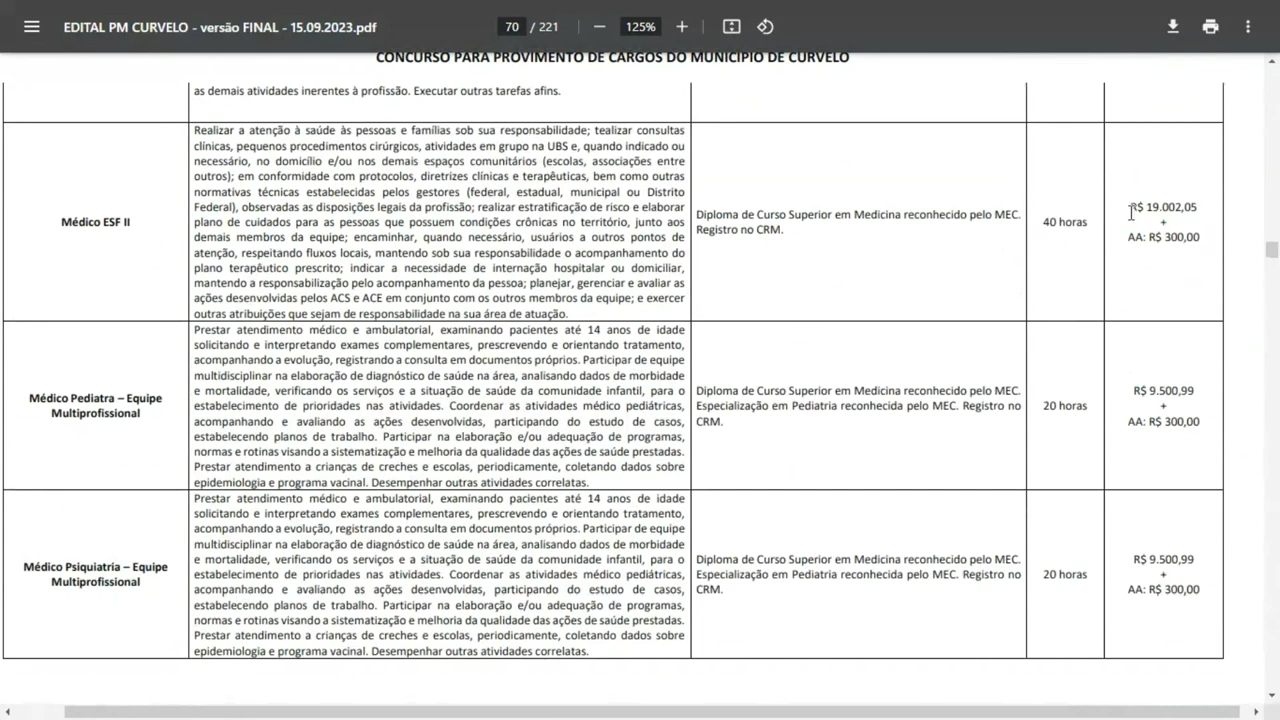 EDITAL PM CURVELO - versão FINAL - 15.09.2023.pdf
70 / 221
125%
CONCURSO PARA PROVIMENTO DE CARGOS DO MUNICÍPIO DE CURVELO
as demais atividades inerentes à profissão. Executar outras tarefas afins.
Médico ESF II
Realizar a atenção à saúde às pessoas e famílias sob sua responsabilidade; tealizar consultas
clínicas, pequenos procedimentos cirúrgicos, atividades em grupo na UBS e, quando indicado ou
necessário, no domicílio e/ou nos demais espaços comunitários (escolas, associações entre
outros); em conformidade com protocolos, diretrizes clínicas e terapêuticas, bem como outras
normativas técnicas estabelecidas pelos gestores (federal, estadual, municipal ou Distrito
Federal), observadas as disposições legais da profissão; realizar estratificação de risco e elaborar
plano de cuidados para as pessoas que possuem condições crônicas no território, junto aos
demais membros da equipe; encaminhar, quando necessário, usuários a outros pontos de
atenção, respeitando fluxos locais, mantendo sob sua responsabilidade o acompanhamento do
plano terapêutico prescrito; indicar a necessidade de internação hospitalar ou domiciliar,
mantendo a responsabilização pelo acompanhamento da pessoa; planejar, gerenciar e avaliar as
ações desenvolvidas pelos ACS e ACE em conjunto com os outros membros da equipe; e exercer
outras atribuições que sejam de responsabilidade na sua área de atuação.
Diploma de Curso Superior em Medicina reconhecido pelo MEC.
Registro no CRM.
40 horas
R$ 19.002,05
+
AA: R$ 300,00
Médico Pediatra – Equipe
Multiprofissional
Prestar atendimento médico e ambulatorial, examinando pacientes até 14 anos de idade
solicitando e interpretando exames complementares, prescrevendo e orientando tratamento,
acompanhando a evolução, registrando a consulta em documentos próprios. Participar de equipe
multidisciplinar na elaboração de diagnóstico de saúde na área, analisando dados de morbidade
e mortalidade, verificando os serviços e a situação de saúde da comunidade infantil, para o
estabelecimento de prioridades nas atividades. Coordenar as atividades médico pediátricas,
acompanhando e avaliando as ações desenvolvidas, participando do estudo de casos,
estabelecendo planos de trabalho. Participar na elaboração e/ou adequação de programas,
normas e rotinas visando a sistematização e melhoria da qualidade das ações de saúde prestadas.
Prestar atendimento a crianças de creches e escolas, periodicamente, coletando dados sobre
epidemiologia e programa vacinal. Desempenhar outras atividades correlatas.
Diploma de Curso Superior em Medicina reconhecido pelo MEC.
Especialização em Pediatria reconhecida pelo MEC. Registro no
CRM.
20 horas
R$ 9.500,99
+
AA: R$ 300,00
Médico Psiquiatria – Equipe
Multiprofissional
Prestar atendimento médico e ambulatorial, examinando pacientes até 14 anos de idade
solicitando e interpretando exames complementares, prescrevendo e orientando tratamento,
acompanhando a evolução, registrando a consulta em documentos próprios. Participar de equipe
multidisciplinar na elaboração de diagnóstico de saúde na área, analisando dados de morbidade
e mortalidade, verificando os serviços e a situação de saúde da comunidade infantil, para o
estabelecimento de prioridades nas atividades. Coordenar as atividades médico pediátricas,
acompanhando e avaliando as ações desenvolvidas, participando do estudo de casos,
estabelecendo planos de trabalho. Participar na elaboração e/ou adequação de programas,
normas e rotinas visando a sistematização e melhoria da qualidade das ações de saúde prestadas.
Prestar atendimento a crianças de creches e escolas, periodicamente, coletando dados sobre
epidemiologia e programa vacinal. Desempenhar outras atividades correlatas.
Diploma de Curso Superior em Medicina reconhecido pelo MEC.
Especialização em Pediatria reconhecida pelo MEC. Registro no
CRM.
20 horas
R$ 9.500,99
+
AA: R$ 300,00